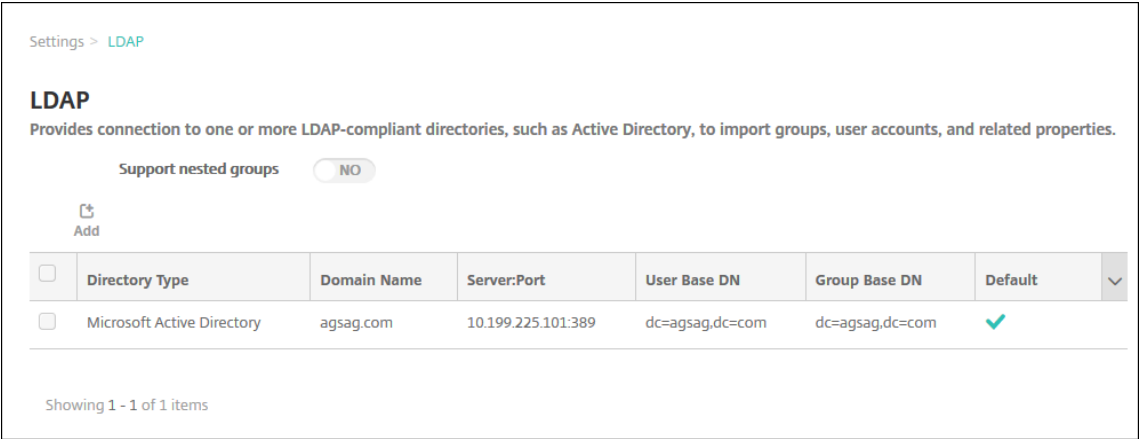 Settings > LDAP
LDAP
Provides connection to one or more LDAP-compliant directories, such as Active Directory, to import groups, user accounts, and related properties.
Support nested groups NO
Add
Directory Type Domain Name Server:Port User Base DN Group Base DN Default
Microsoft Active Directory agsag.com 10.199.225.101:389 dc=agsag,dc=com dc=agsag,dc=com
Showing 1 - 1 of 1 items